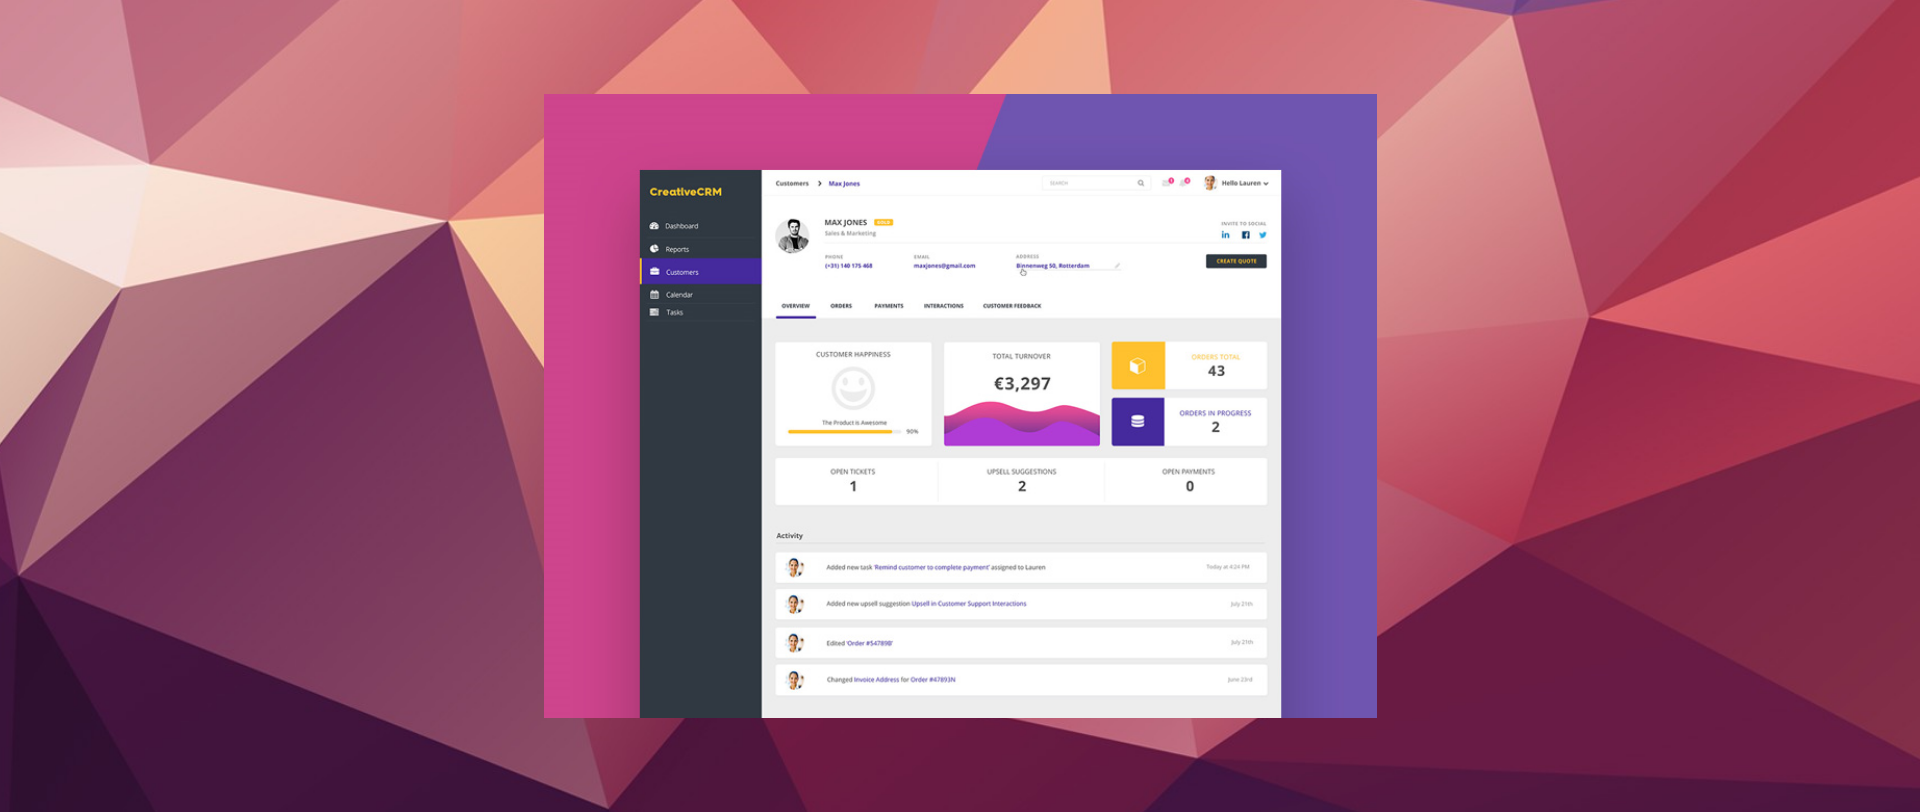 CreativeCRM
Customers > Max Jones
SEARCH
Hello Lauren
Dashboard
Reports
Customers
Calendar
Tasks
MAX JONES GOLD
Sales & Marketing
INVITE TO SOCIAL
PHONE
(+31) 140 175 468
EMAIL
maxjones@gmail.com
ADDRESS
Binnenweg 50, Rotterdam
CREATE QUOTE
OVERVIEW ORDERS PAYMENTS INTERACTIONS CUSTOMER FEEDBACK
CUSTOMER HAPPINESS
The Product is Awesome
90%
TOTAL TURNOVER
€3,297
ORDERS TOTAL
43
ORDERS IN PROGRESS
2
OPEN TICKETS
1
UPSELL SUGGESTIONS
2
OPEN PAYMENTS
0
Activity
Added new task 'Remind customer to complete payment' assigned to Lauren
Today at 4:24 PM
Added new upsell suggestion Upsell in Customer Support Interactions
July 21th
Edited 'Order #54789B'
July 21th
Changed Invoice Address for Order #47893N
June 23rd